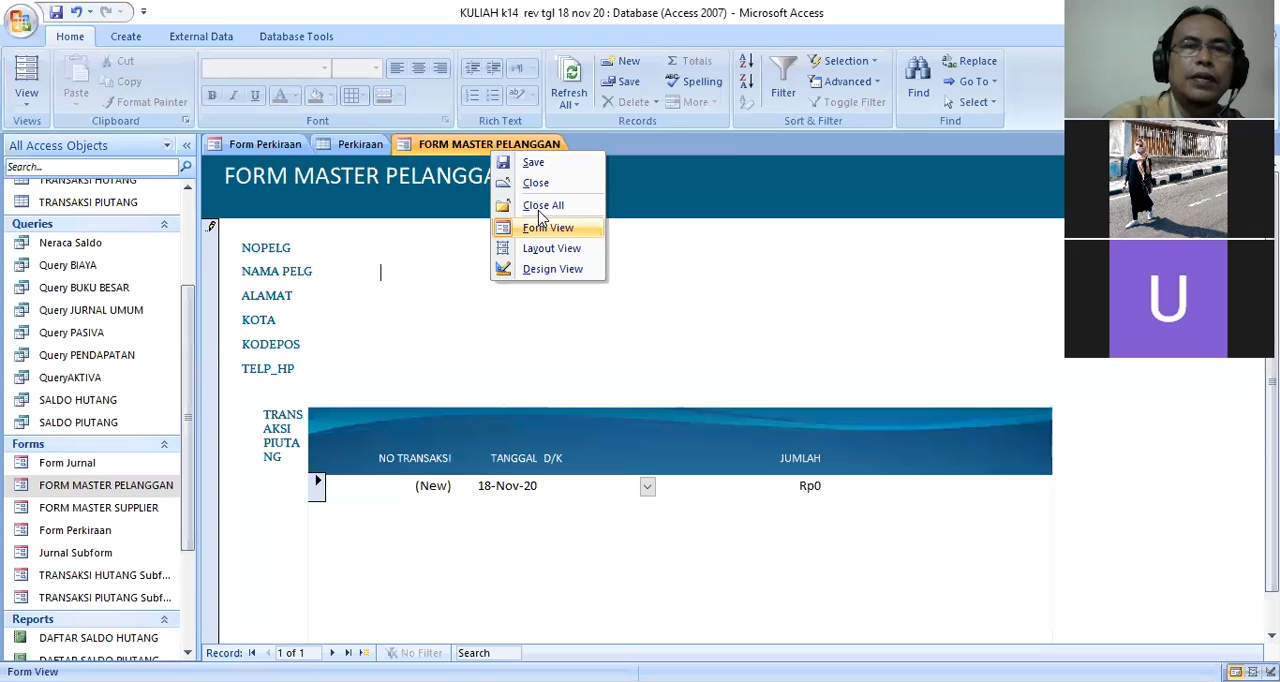 KULIAH k14 rev tgl 18 nov 20 : Database (Access 2007) - Microsoft Access
Home Create External Data Database Tools
View
Views
Paste
Cut
Copy
Format Painter
Clipboard
B I U A
Font
Rich Text
Refresh All
New
Save
Delete
Totals
Spelling
More
Records
Filter
Selection
Advanced
Toggle Filter
Sort & Filter
Find
Replace
Go To
Select
Find
All Access Objects
Search...
TRANSAKSI HUTANG
TRANSAKSI PIUTANG
Queries
Neraca Saldo
Query BIAYA
Query BUKU BESAR
Query JURNAL UMUM
Query PASIVA
Query PENDAPATAN
QueryAKTIVA
SALDO HUTANG
SALDO PIUTANG
Forms
Form Jurnal
FORM MASTER PELANGGAN
FORM MASTER SUPPLIER
Form Perkiraan
Jurnal Subform
TRANSAKSI HUTANG Subf...
TRANSAKSI PIUTANG Subf...
Reports
DAFTAR SALDO HUTANG
DAFTAR SALDO PIUTANG
Form Perkiraan Perkiraan FORM MASTER PELANGGAN
FORM MASTER PELANGGA
Save
Close
Close All
Form View
Layout View
Design View
NOPELG
NAMA PELG
ALAMAT
KOTA
KODEPOS
TELP_HP
TRANS
AKSI
PIUTA
NG
NO TRANSAKSI TANGGAL D/K JUMLAH
(New) 18-Nov-20 Rp0
Record: 1 of 1 No Filter Search
Form View
U